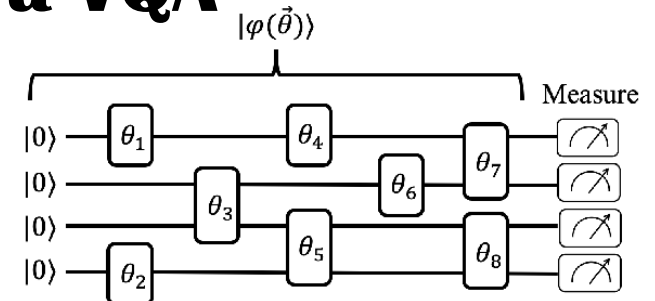 a VQA
|φ(θ⃗)⟩
Measure
|0⟩ θ₁ θ₄ θ₇
|0⟩ θ₃ θ₆
|0⟩ θ₅ θ₈
|0⟩ θ₂